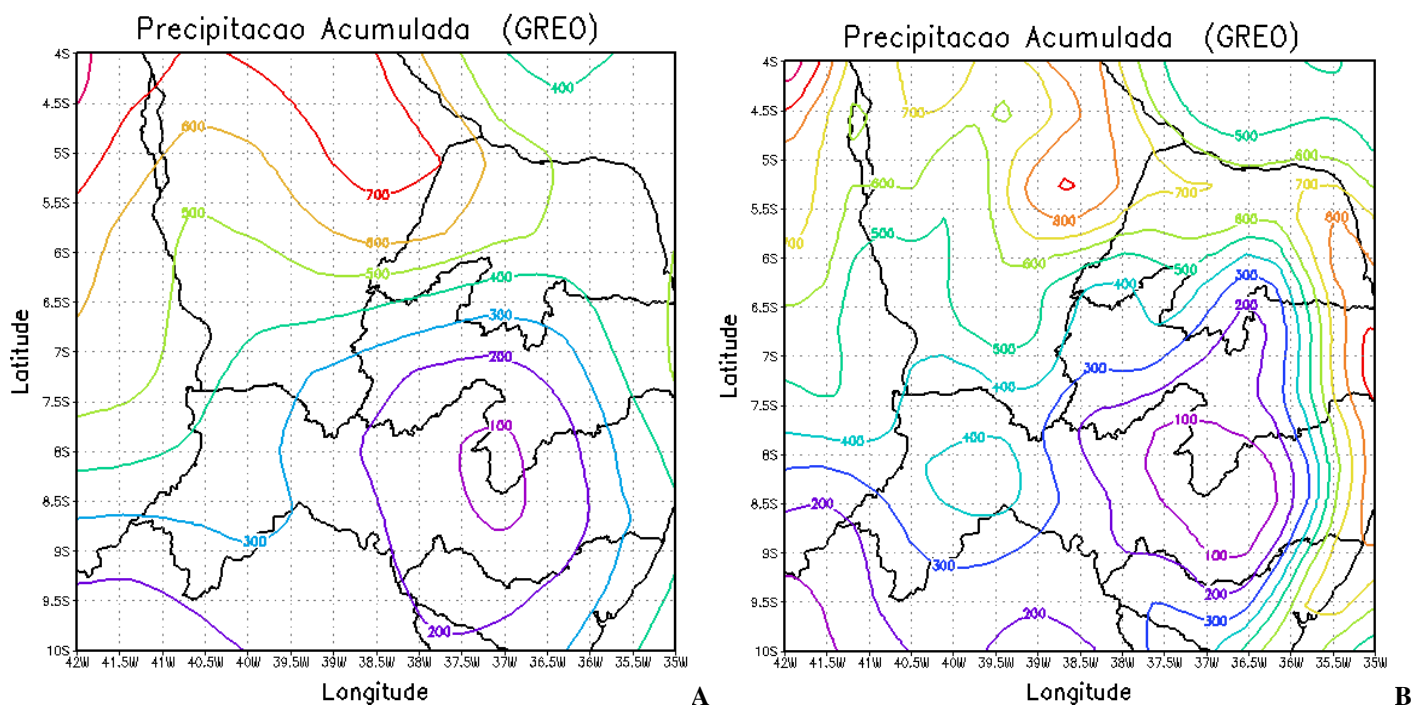 Precipitacao Acumulada (GREO)
4S
400
4.5S
600
5S
700
5.5S
500
600
6S
500 400
6.5S
300
7S
200
7.5S
100
8S
8.5S
300
9S
9.5S
200
10S
42W 41.5W 41W 40.5W 40W 39.5W 39W 38.5W 38W 37.5W 37W 36.5W 36W 35.5W 35W
Latitude
Longitude
A
Precipitacao Acumulada (GREO)
4S
700
4.5S
500
600
5S
600 700
5.5S
700
800 600 800
500
700
6S
600 500 300
400
200
6.5S
500
7S
300
400
7.5S
100
400
8S
400
8.5S
200
9S
100
300
200
9.5S
200 300
10S
42W 41.5W 41W 40.5W 40W 39.5W 39W 38.5W 38W 37.5W 37W 36.5W 36W 35.5W 35W
Latitude
Longitude
B